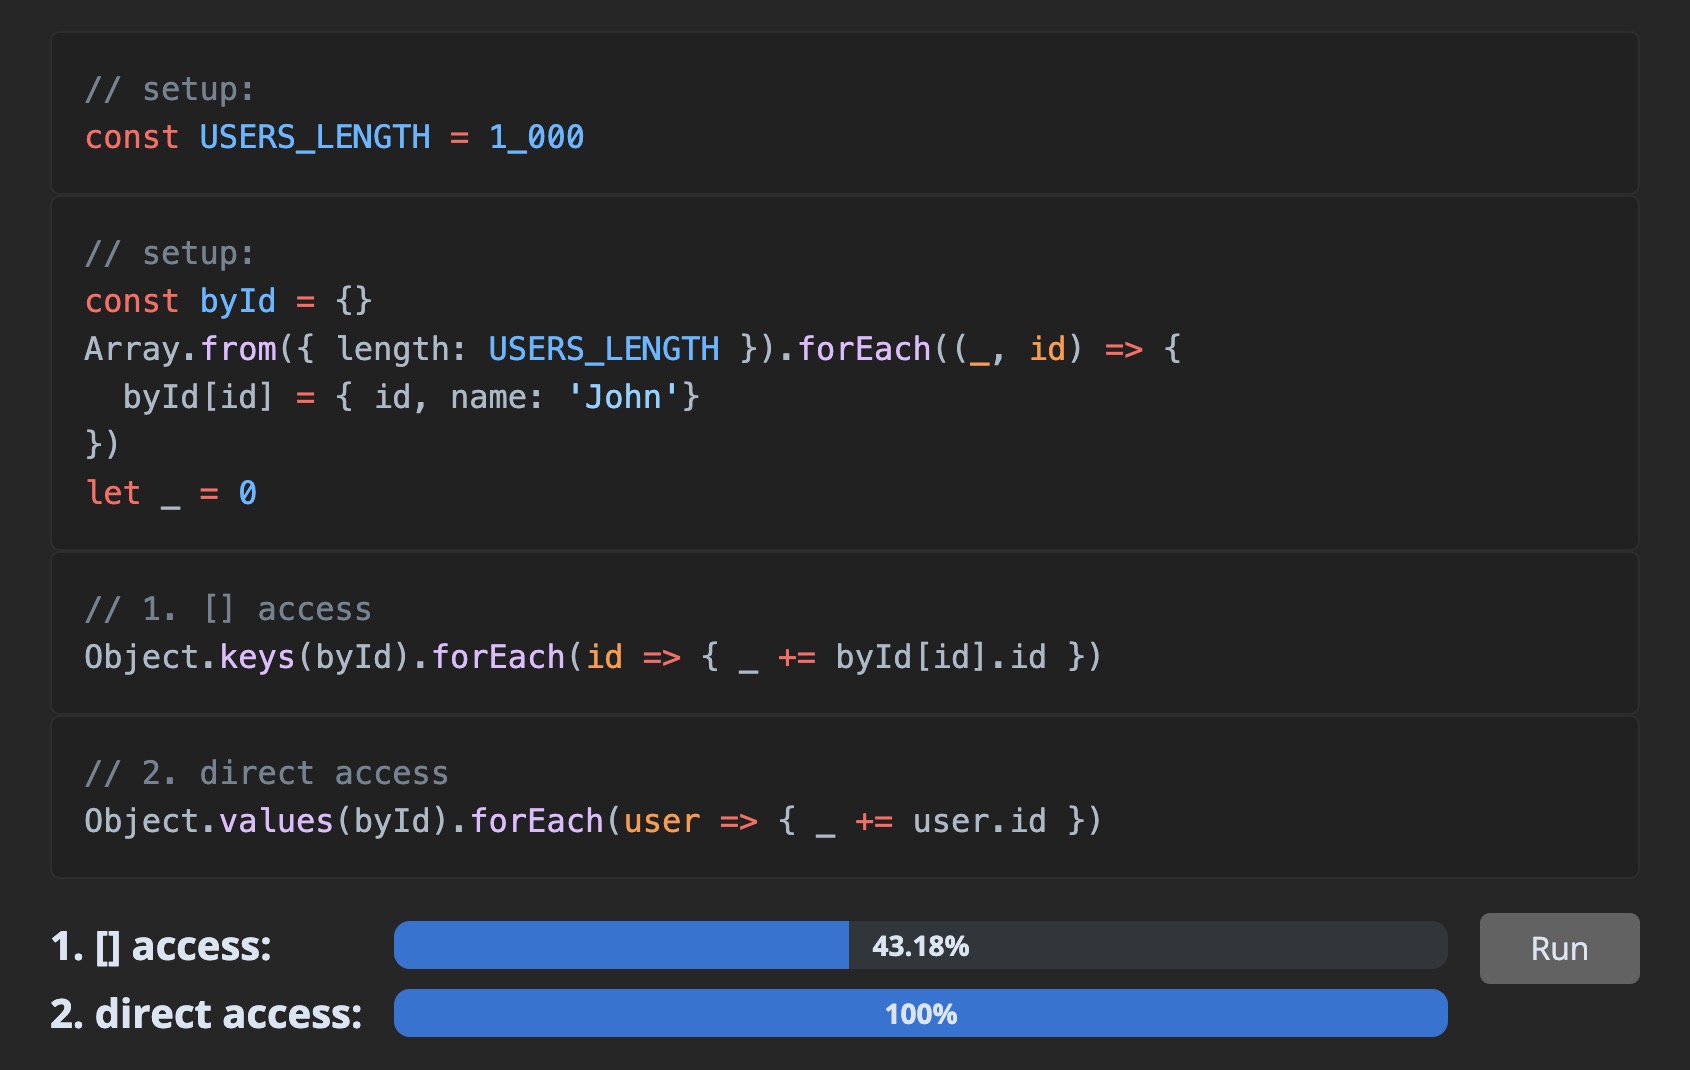 // setup:
const USERS_LENGTH = 1_000
// setup:
const byId = {}
Array.from({ length: USERS_LENGTH }).forEach((_, id) => {
  byId[id] = { id, name: 'John'}
})
let _ = 0
// 1. [] access
Object.keys(byId).forEach(id => { _ += byId[id].id })
// 2. direct access
Object.values(byId).forEach(user => { _ += user.id })
1. [] access: 43.18% Run
2. direct access: 100%